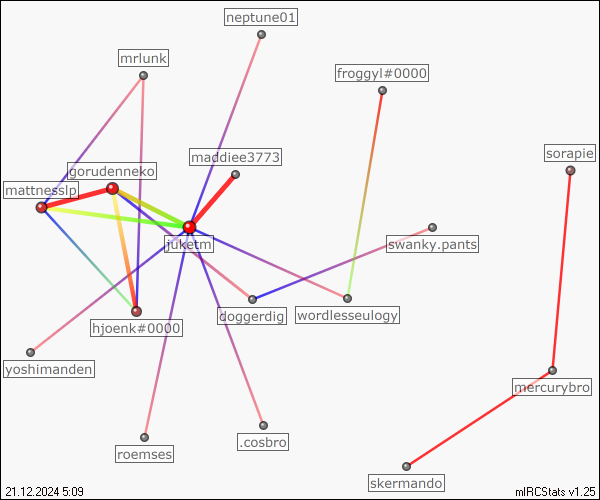 neptune01
mrlunk
froggyl#0000
maddiee3773
sorapie
gorudenneko
mattnesslp
juketm
swanky.pants
doggerdig
wordlesseulogy
hjoenk#0000
yoshimanden
mercurybro
.cosbro
roemses
skermando
21.12.2024 5:09
mIRCStats v1.25